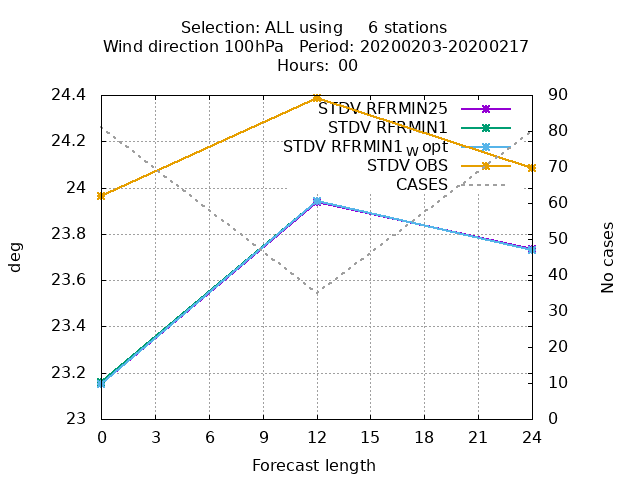 Selection: ALL using     6 stations
Wind direction 100hPa   Period: 20200203-20200217
Hours: 00
STDV RFRMIN25
STDV RFRMIN1
STDV RFRMIN1_w opt
STDV OBS
CASES
24.4
24.2
24
23.8
23.6
23.4
23.2
23
90
80
70
60
50
40
30
20
10
0
deg
No cases
0 3 6 9 12 15 18 21 24
Forecast length